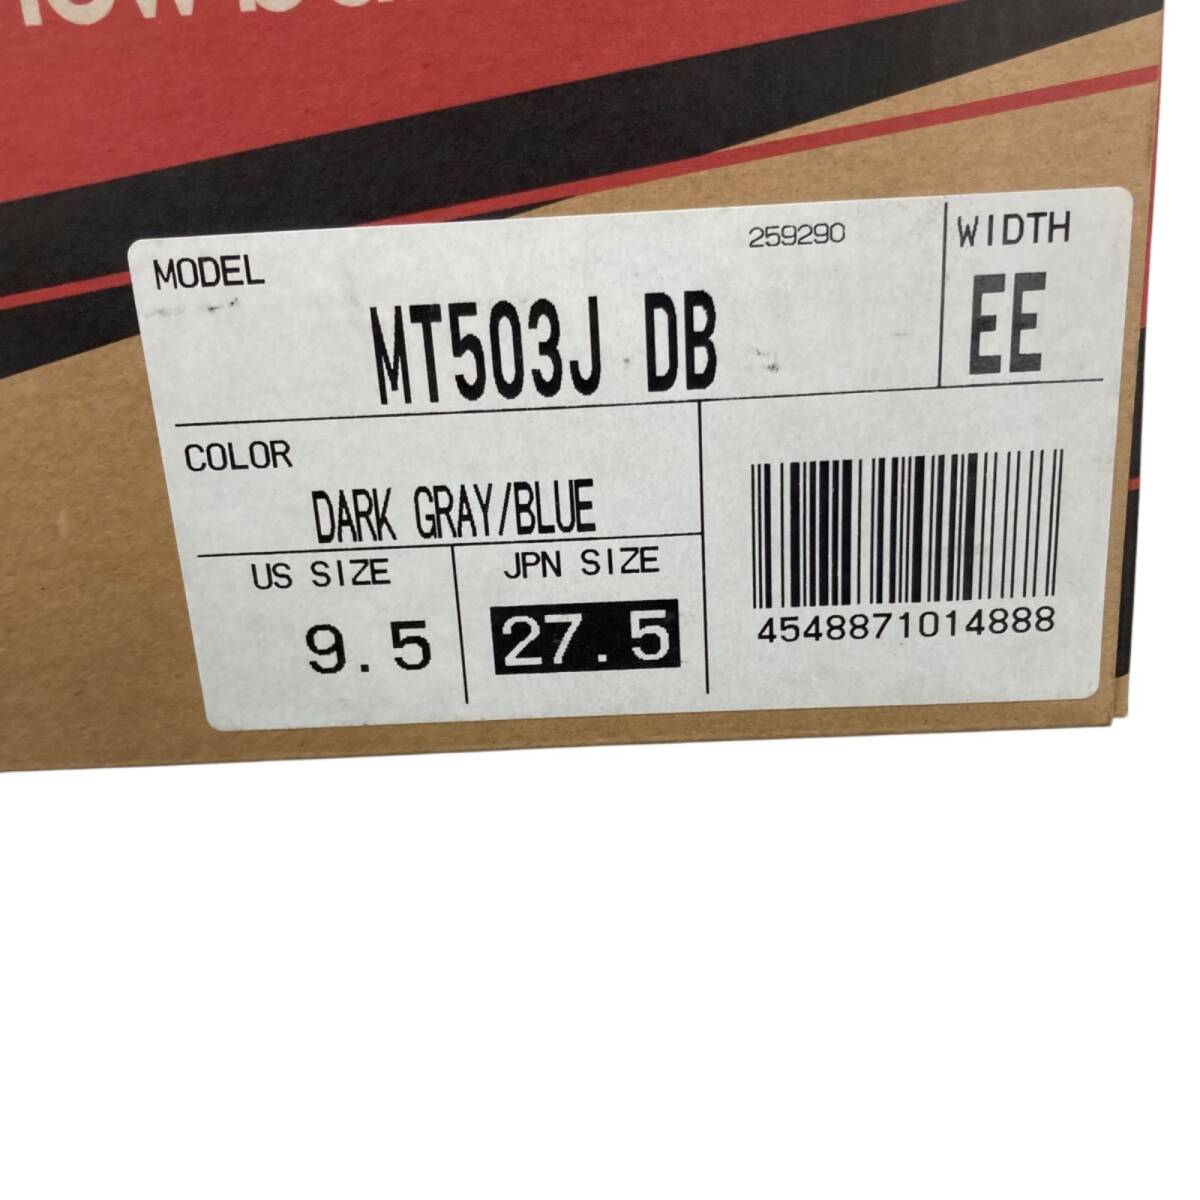 MODEL
259290
WIDTH
MT503J DB
EE
COLOR
DARK GRAY/BLUE
US SIZE
JPN SIZE
9.5
27.5
4548871014888